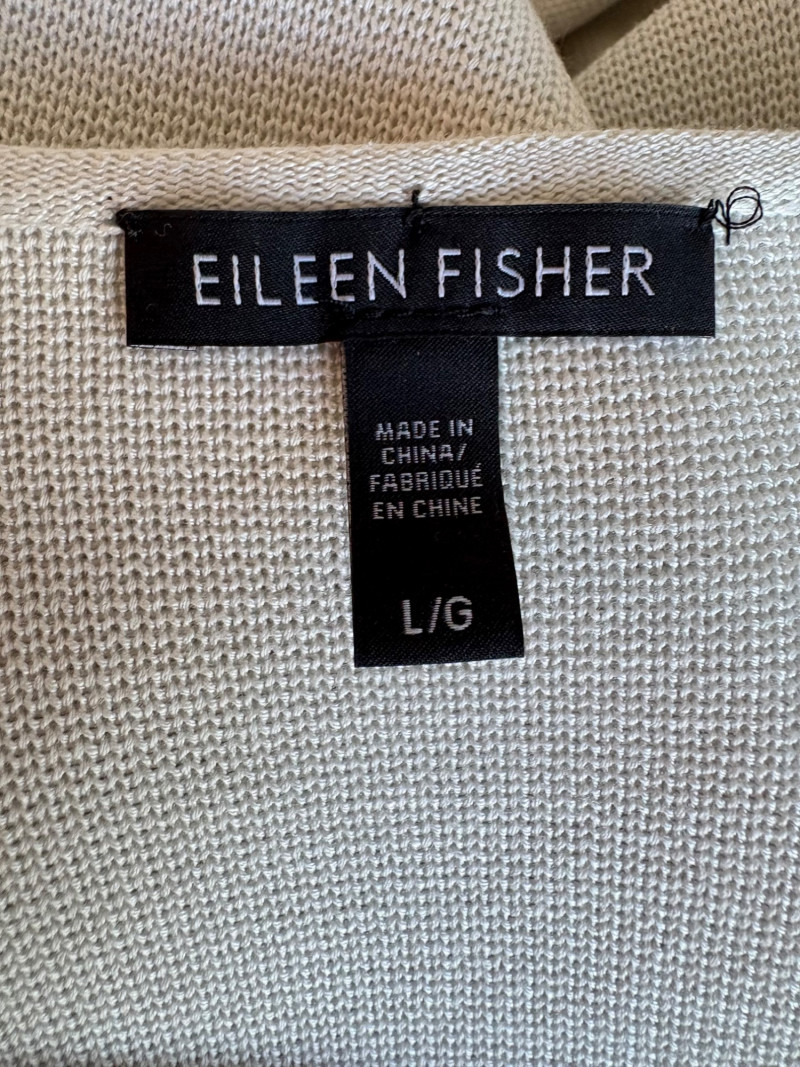 EILEEN FISHER
MADE IN
CHINA/
FABRIQUÉ
EN CHINE
L/G